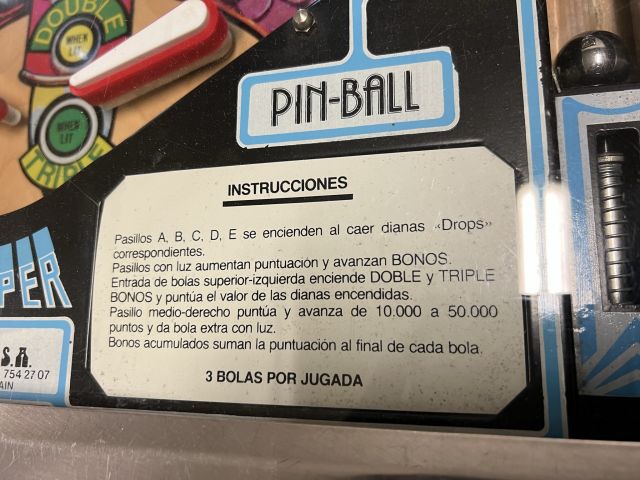 DOUBLE
WHEN
LIT
WHEN
LIT
TRIPLE
PIN-BALL
INSTRUCCIONES
Pasillos A, B, C, D, E se encienden al caer dianas «Drops»
correspondientes.
Pasillos con luz aumentan puntuación y avanzan BONOS.
Entrada de bolas superior-izquierda enciende DOBLE y TRIPLE
BONOS y puntúa el valor de las dianas encendidas.
Pasillo medio-derecho puntúa y avanza de 10.000 a 50.000
puntos y da bola extra con luz.
Bonos acumulados suman la puntuación al final de cada bola.
3 BOLAS POR JUGADA
PER
S.A.
754 27 07
AIN